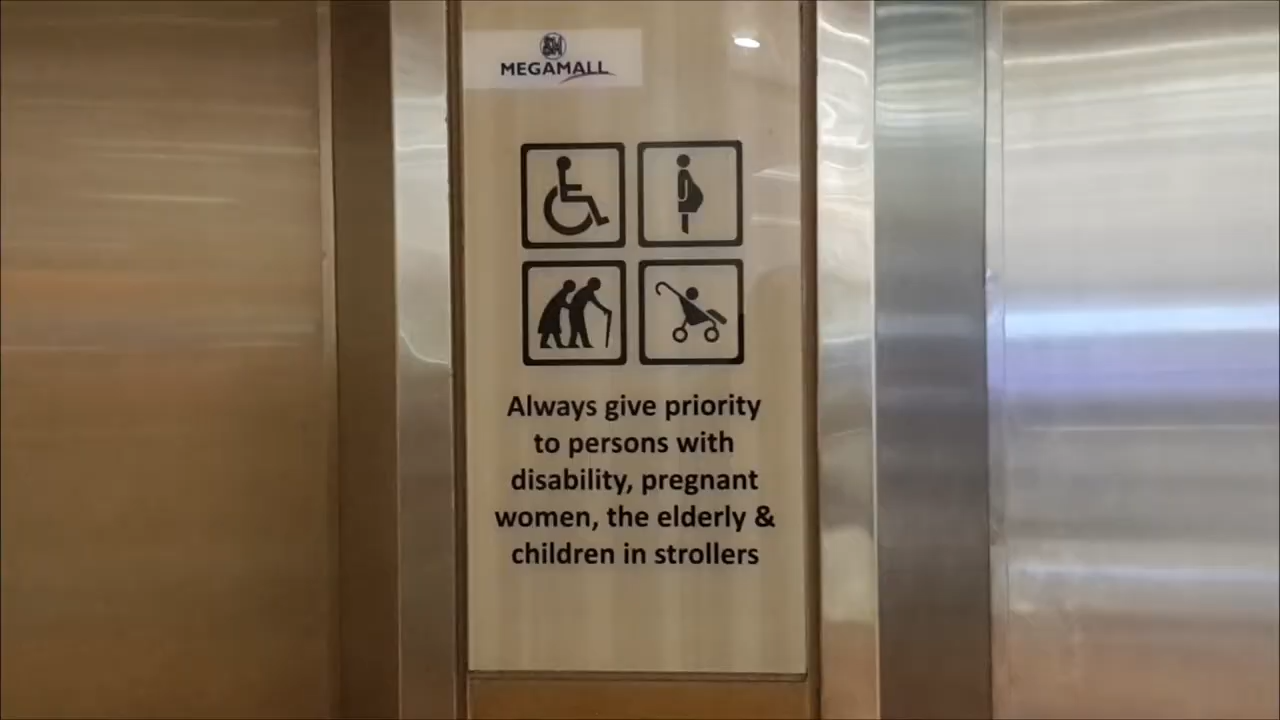 SM
MEGAMALL
Always give priority
to persons with
disability, pregnant
women, the elderly &
children in strollers